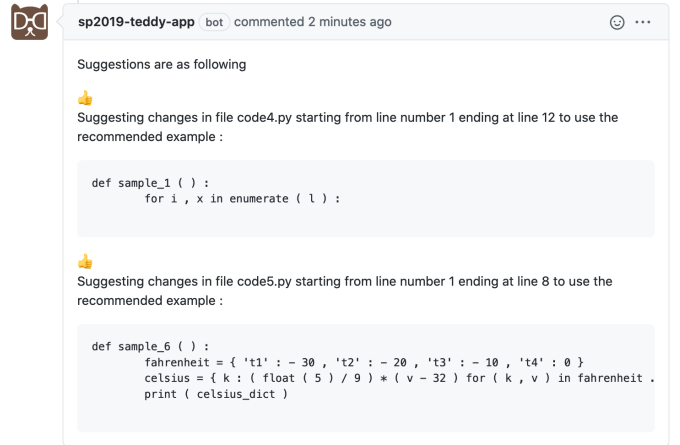 sp2019-teddy-app bot commented 2 minutes ago
Suggestions are as following
👍
Suggesting changes in file code4.py starting from line number 1 ending at line 12 to use the
recommended example :
def sample_1 ( ) :
        for i , x in enumerate ( l ) :
👍
Suggesting changes in file code5.py starting from line number 1 ending at line 8 to use the
recommended example :
def sample_6 ( ) :
        fahrenheit = { 't1' : − 30 , 't2' : − 20 , 't3' : − 10 , 't4' : 0 }
        celsius = { k : ( float ( 5 ) / 9 ) * ( v − 32 ) for ( k , v ) in fahrenheit .
        print ( celsius_dict )